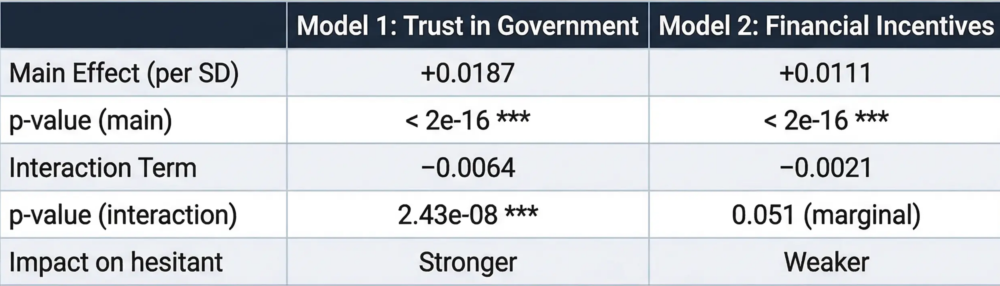 Model 1: Trust in Government Model 2: Financial Incentives
Main Effect (per SD) +0.0187 +0.0111
p-value (main) < 2e-16 *** < 2e-16 ***
Interaction Term −0.0064 −0.0021
p-value (interaction) 2.43e-08 *** 0.051 (marginal)
Impact on hesitant Stronger Weaker